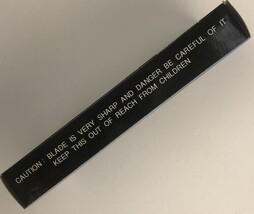 CAUTION: BLADE IS VERY SHARP AND DANGER BE CAREFUL OF IT
KEEP THIS OUT OF REACH FROM CHILDREN